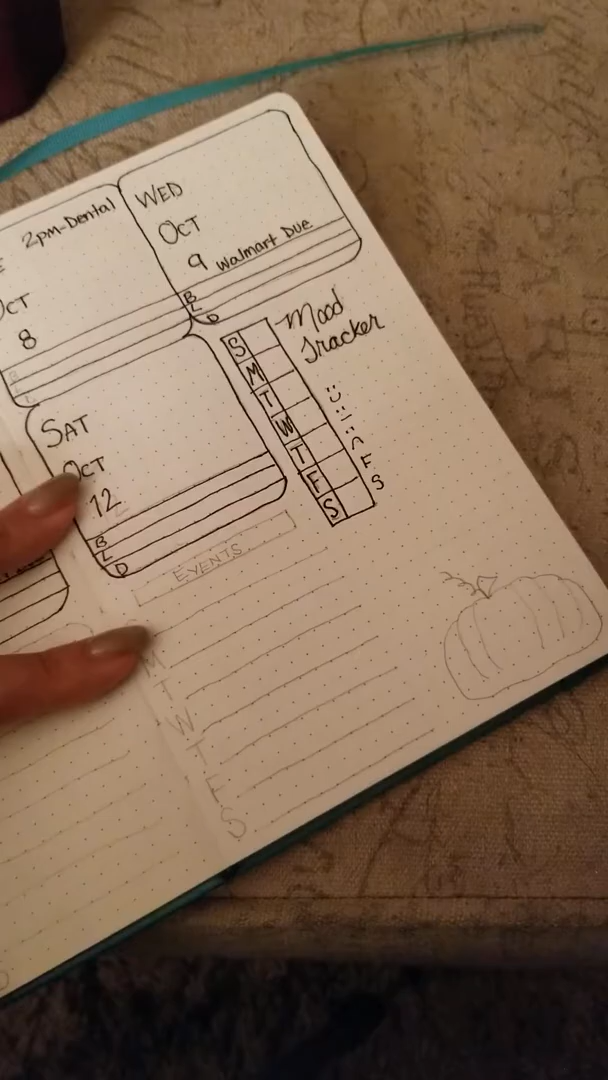 2pm-Dental
Oct
8
B
L
WED
Oct
9 Walmart Due
B
L
D
SAT
Oct
12
B
L
D
Mood
Tracker
S
M
T
W
T
F
S
:)
:|
:(
F
S
EVENTS
M
T
W
T
F
S